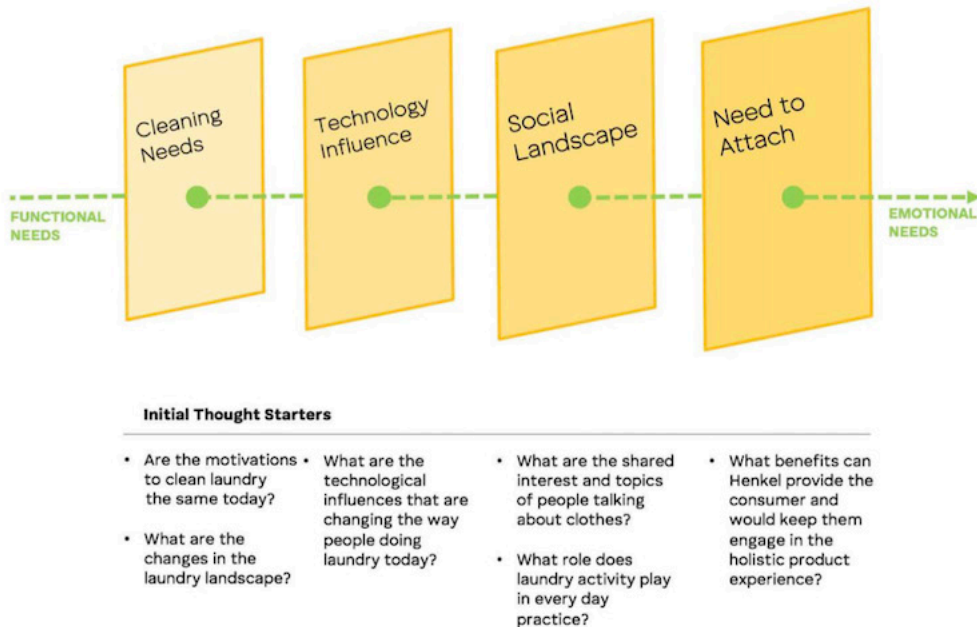 Cleaning
Needs
Technology
Influence
Social
Landscape
Need to
Attach
FUNCTIONAL
NEEDS
EMOTIONAL
NEEDS
Initial Thought Starters
• Are the motivations
to clean laundry
the same today?
• What are the
changes in the
laundry landscape?
• What are the
technological
influences that are
changing the way
people doing
laundry today?
• What are the shared
interest and topics
of people talking
about clothes?
• What role does
laundry activity play
in every day
practice?
• What benefits can
Henkel provide the
consumer and
would keep them
engage in the
holistic product
experience?